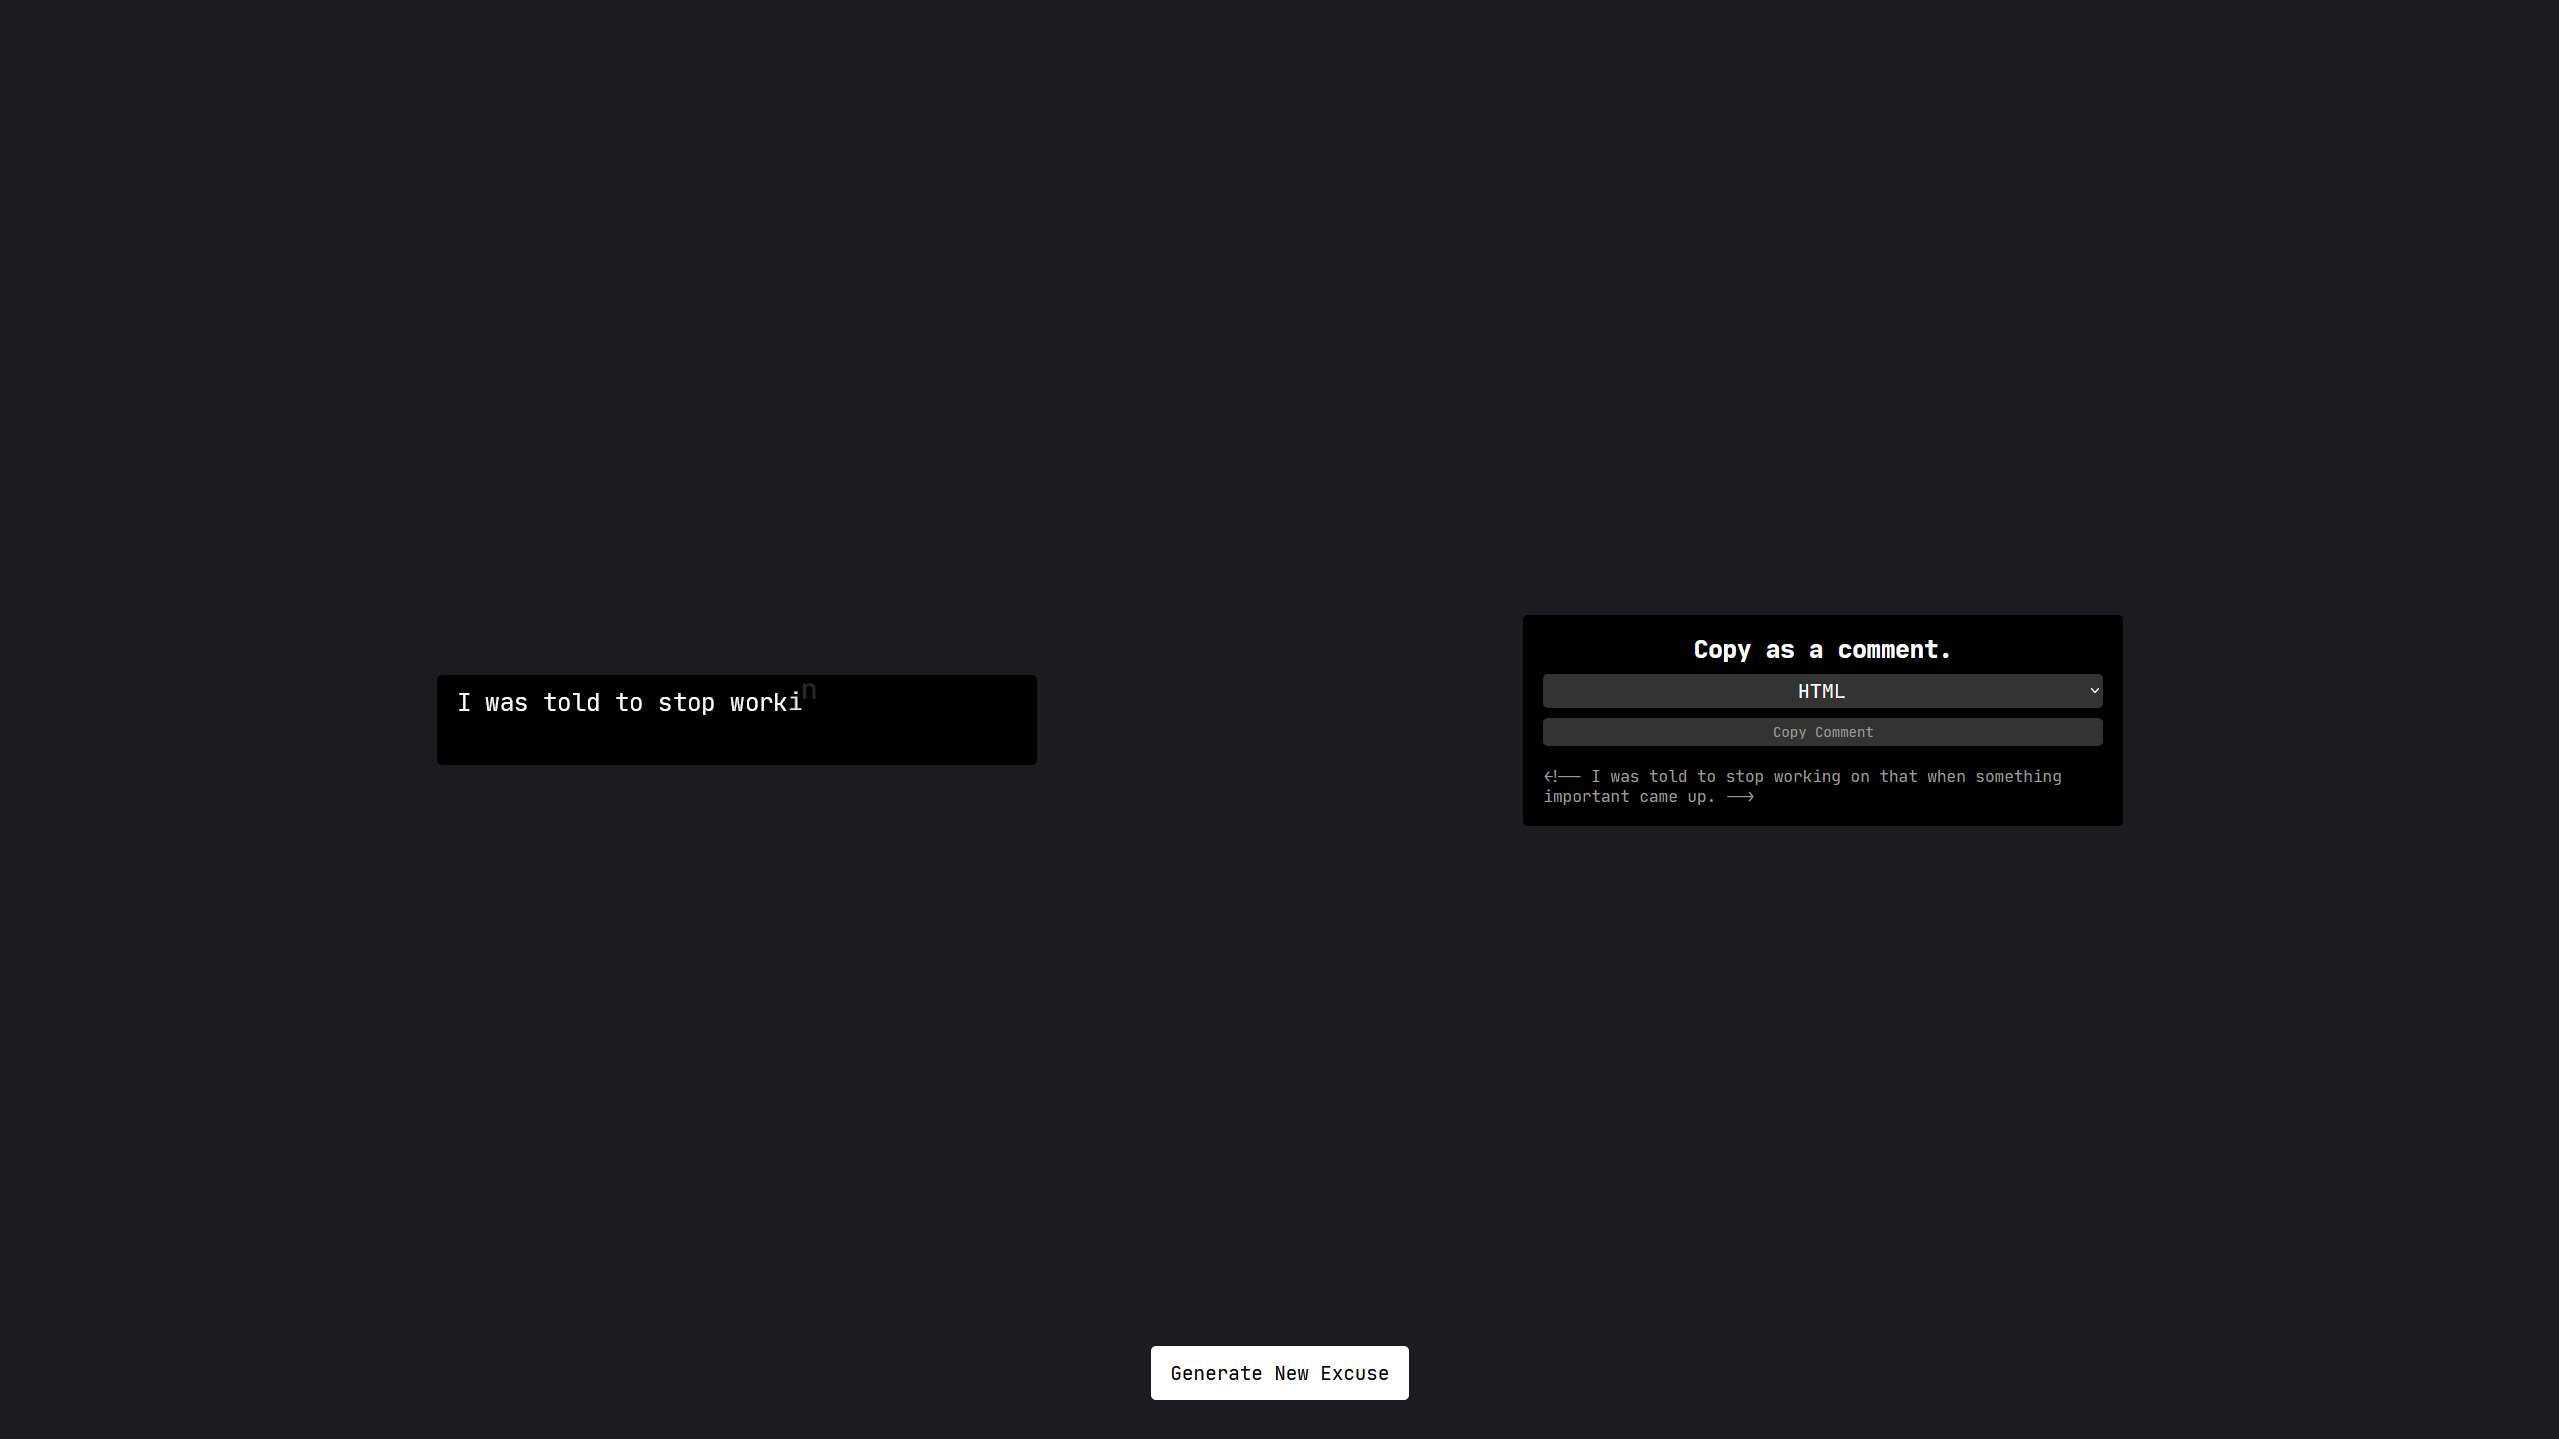 I was told to stop workin
Copy as a comment.
HTML
Copy Comment
<!-- I was told to stop working on that when something
important came up. -->
Generate New Excuse